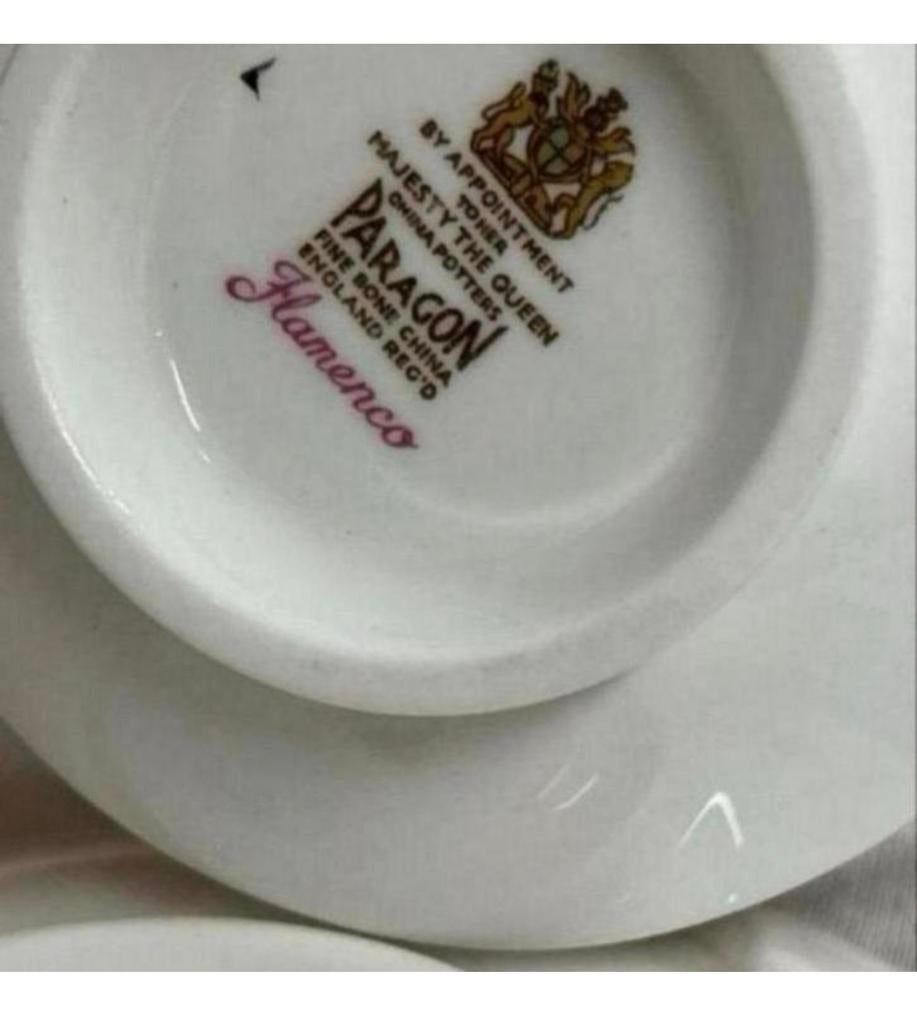 BY APPOINTMENT
TO HER
MAJESTY THE QUEEN
CHINA POTTERS
PARAGON
FINE BONE CHINA
ENGLAND REG'D
Flamenco